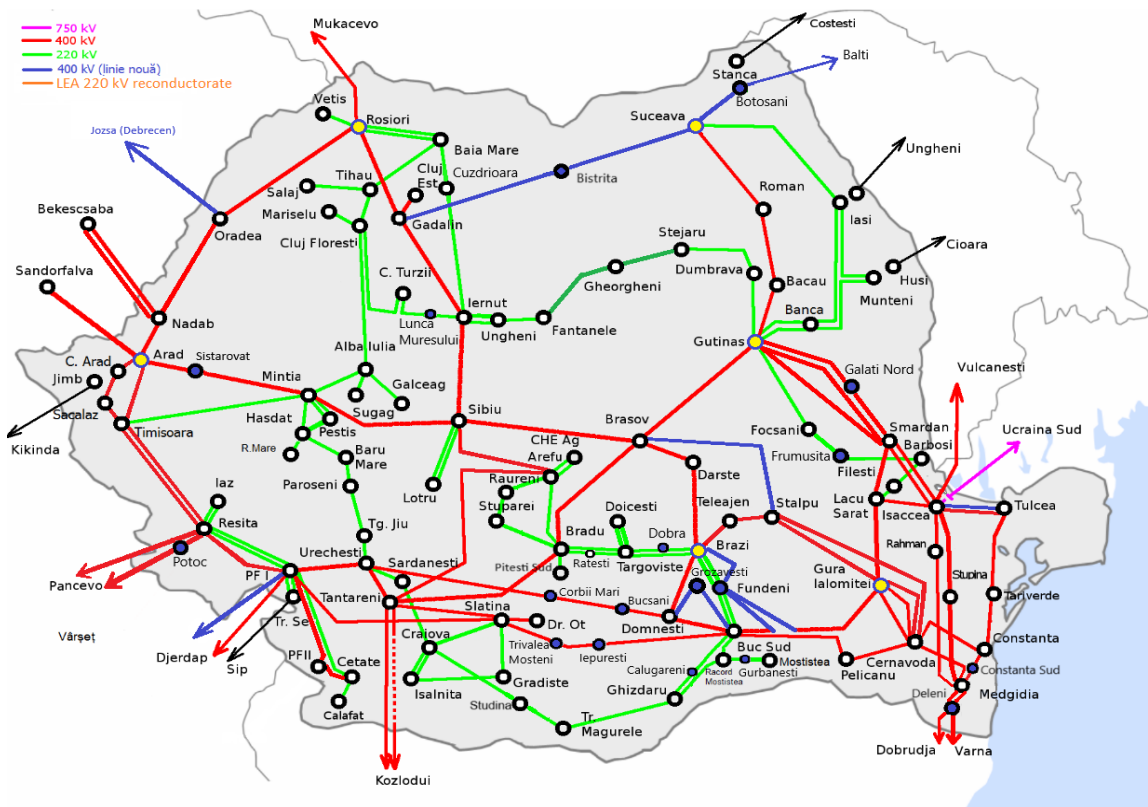 750 kV
400 kV
220 kV
400 kV (linie nouă)
LEA 220 kV reconductorate
Mukacevo
Costesti
Balti
Stanca
Botosani
Vetis
Rosiori
Suceava
Jozsa (Debrecen)
Baia Mare
Ungheni
Tihau
Cluj
Est
Cuzdrioara
Bistrita
Salaj
Roman
Iasi
Bekescsaba
Mariselu
Oradea
Gadalin
Cluj Floresti
Stejaru
Cioara
Sandorfalva
C. Turzii
Gheorgheni
Dumbrava
Husi
Bacau
Munteni
Iernut
Banca
Nadab
Lunca
Muresului
Ungheni
Fantanele
Alba Iulia
Gutinas
Arad
Sistarovat
C. Arad
Galati Nord
Vulcanesti
Jimb
Mintia
Galceag
Sacalaz
Hasdat
Sugag
Sibiu
Brasov
Smardan
Timisoara
Pestis
Focsani
Ucraina Sud
Kikinda
R.Mare
CHE Ag
Arefu
Frumusita
Barbosi
Baru
Mare
Darste
Filesti
Iaz
Paroseni
Lotru
Raureni
Teleajen
Stalpu
Lacu
Sarat
Isaccea
Tulcea
Stuparei
Doicesti
Resita
Tg. Jiu
Bradu
Dobra
Brazi
Rahman
Potoc
Urechesti
Sardanesti
Ratesti
Targoviste
Gura
Ialomitei
Stupina
Pancevo
PF I
Pitesti Sud
Grozavesti
Fundeni
Tariverde
Tantareni
Corbii Mari
Bucsani
Tr. Se
Slatina
Dr. Ot
Domnesti
Vârșeț
Craiova
Trivalea
Mosteni
Iepuresti
Buc Sud
Constanta
Djerdap
Sip
PFII
Cetate
Calugareni
Racord
Mostistea
Gurbanesti
Mostistea
Pelicanu
Cernavoda
Constanta Sud
Isalnita
Gradiste
Ghizdaru
Deleni
Medgidia
Calafat
Studina
Tr.
Magurele
Kozlodui
Dobrudja
Varna